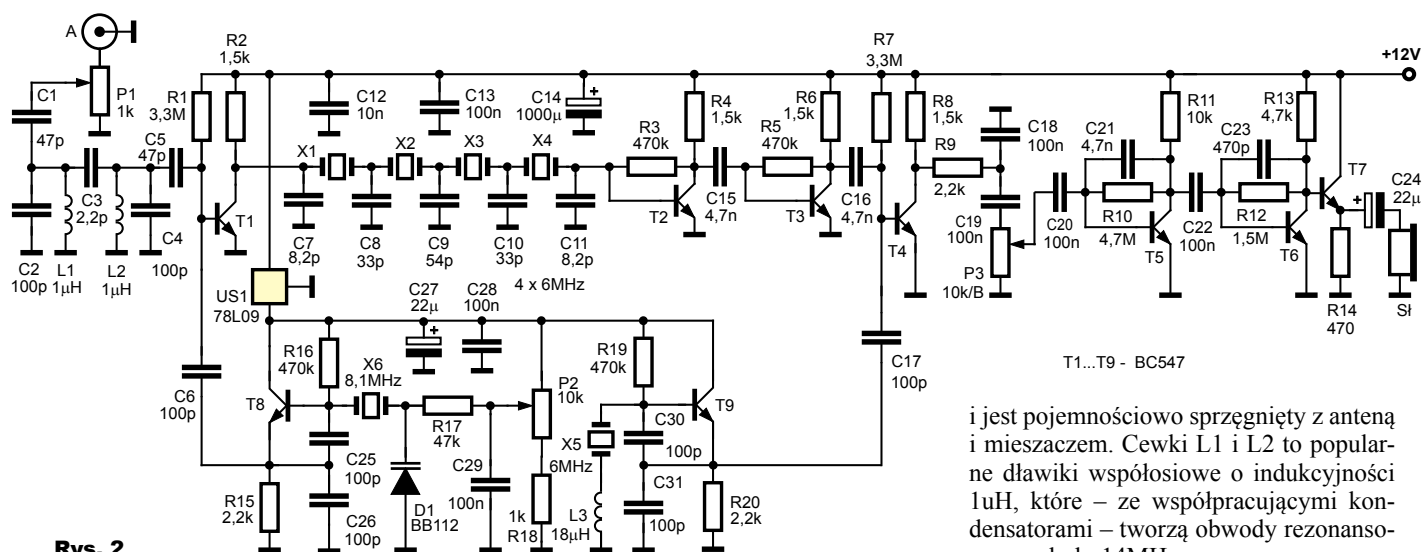 A
R2
1,5k
R7
3,3M
+12V
C1
47p
P1
1k
R1
3,3M
C5
47p
C12
10n
C13
100n
C14
1000µ
+
R4
1,5k
R6
1,5k
R8
1,5k
C18
100n
R11
10k
R13
4,7k
C21
4,7n
C23
470p
T7
C24
22µ
+
X1
X2
X3
X4
R3
470k
R5
470k
R9
2,2k
C3
2,2p
T1
C15
4,7n
C16
4,7n
T2
T3
T4
C19
100n
P3
10k/B
C20
100n
R10
4,7M
T5
C22
100n
R12
1,5M
T6
R14
470
Sł
C2
100p
L1
1µH
L2
1µH
C4
100p
C7
8,2p
C8
33p
C9
54p
C10
33p
C11
8,2p
4 x 6MHz
US1
78L09
C27
22µ
+
C28
100n
R16
470k
X6
8,1MHz
R19
470k
C17
100p
T1...T9 - BC547
C6
100p
T8
R17
47k
P2
10k
T9
C30
100p
X5
6MHz
C25
100p
C29
100n
C31
100p
R15
2,2k
C26
100p
D1
BB112
1k
R18
L3
18µH
R20
2,2k
Rys. 2
i jest pojemnościowo sprzęgnięty z anteną
i mieszaczem. Cewki L1 i L2 to popular-
ne dławiki współosiowe o indukcyjności
1uH, które – ze współpracującymi kon-
densatorami – tworzą obwody rezonanso-